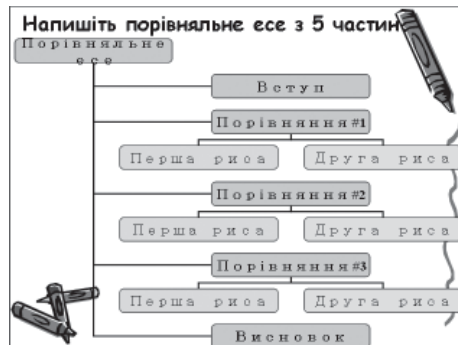 Напишіть порівняльне есе з 5 частин
Порівняльне
есе
Вступ
Порівняння #1
Перша риса
Друга риса
Порівняння #2
Перша риса
Друга риса
Порівняння #3
Перша риса
Друга риса
Висновок